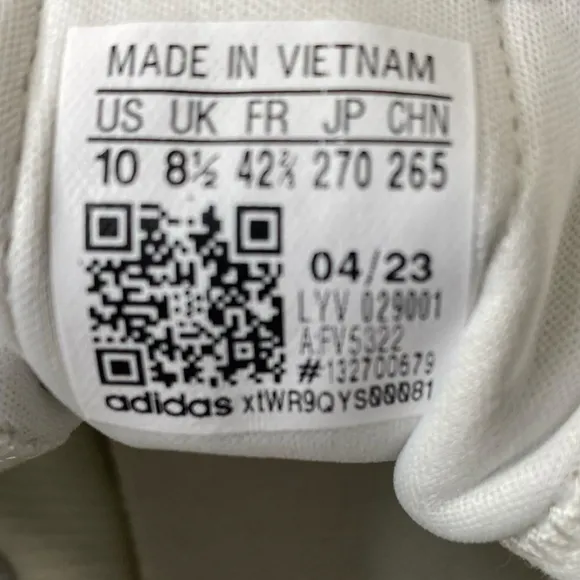 MADE IN VIETNAM
US UK FR JP CHN
10 8½ 42⅔ 270 265
04/23
LYV 029001
A:FV5322
#132700679
adidas xtWR9QYS00081